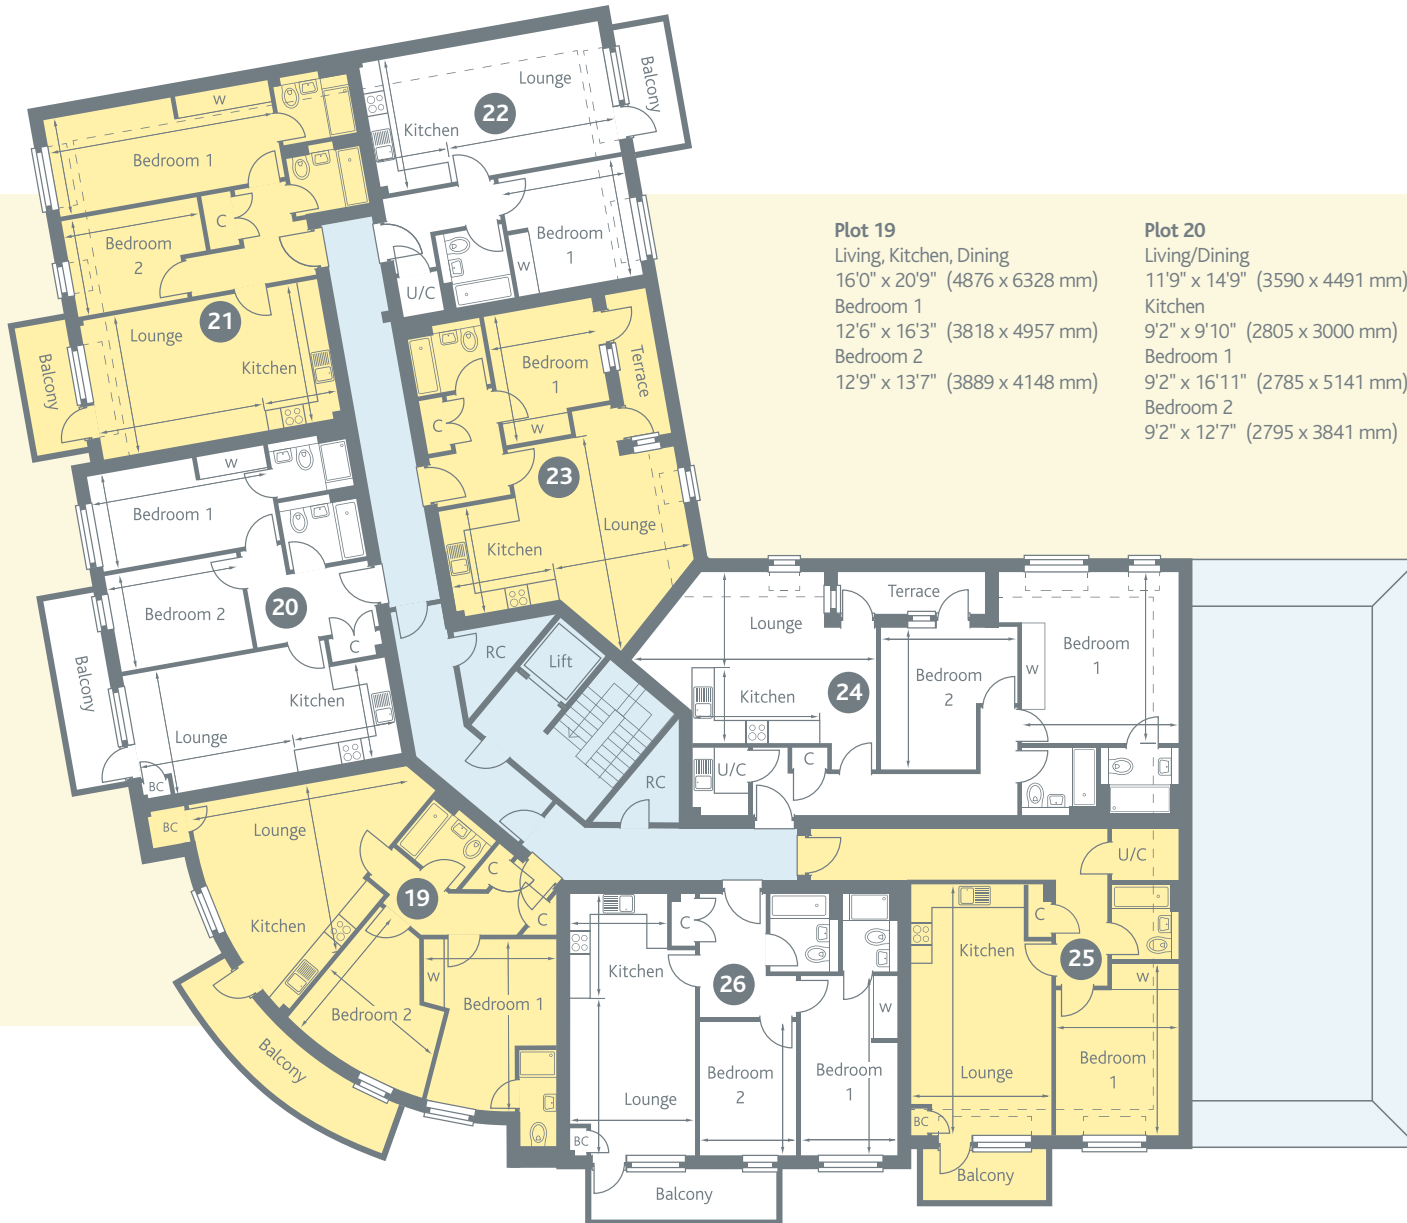 Lounge
Balcony
22
Kitchen
W
Bedroom 1
Bedroom
1
W
U/C
C
Bedroom
2
21
Lounge
Kitchen
Balcony
Bedroom
1
Terrace
C
W
23
Lounge
Kitchen
Plot 19
Living, Kitchen, Dining
16'0" x 20'9" (4876 x 6328 mm)
Bedroom 1
12'6" x 16'3" (3818 x 4957 mm)
Bedroom 2
12'9" x 13'7" (3889 x 4148 mm)
Plot 20
Living/Dining
11'9" x 14'9" (3590 x 4491 mm)
Kitchen
9'2" x 9'10" (2805 x 3000 mm)
Bedroom 1
9'2" x 16'11" (2785 x 5141 mm)
Bedroom 2
9'2" x 12'7" (2795 x 3841 mm)
W
Bedroom 1
Bedroom 2
20
C
Balcony
Kitchen
Lounge
BC
RC
Lift
RC
Lounge
Terrace
Kitchen
24
Bedroom
2
W
Bedroom
1
U/C
C
BC
Lounge
C
19
C
Kitchen
W
Bedroom 1
Bedroom 2
Balcony
C
Kitchen
26
W
Bedroom
2
Bedroom
1
Lounge
BC
Balcony
U/C
C
Kitchen
25
W
Bedroom
1
Lounge
BC
Balcony